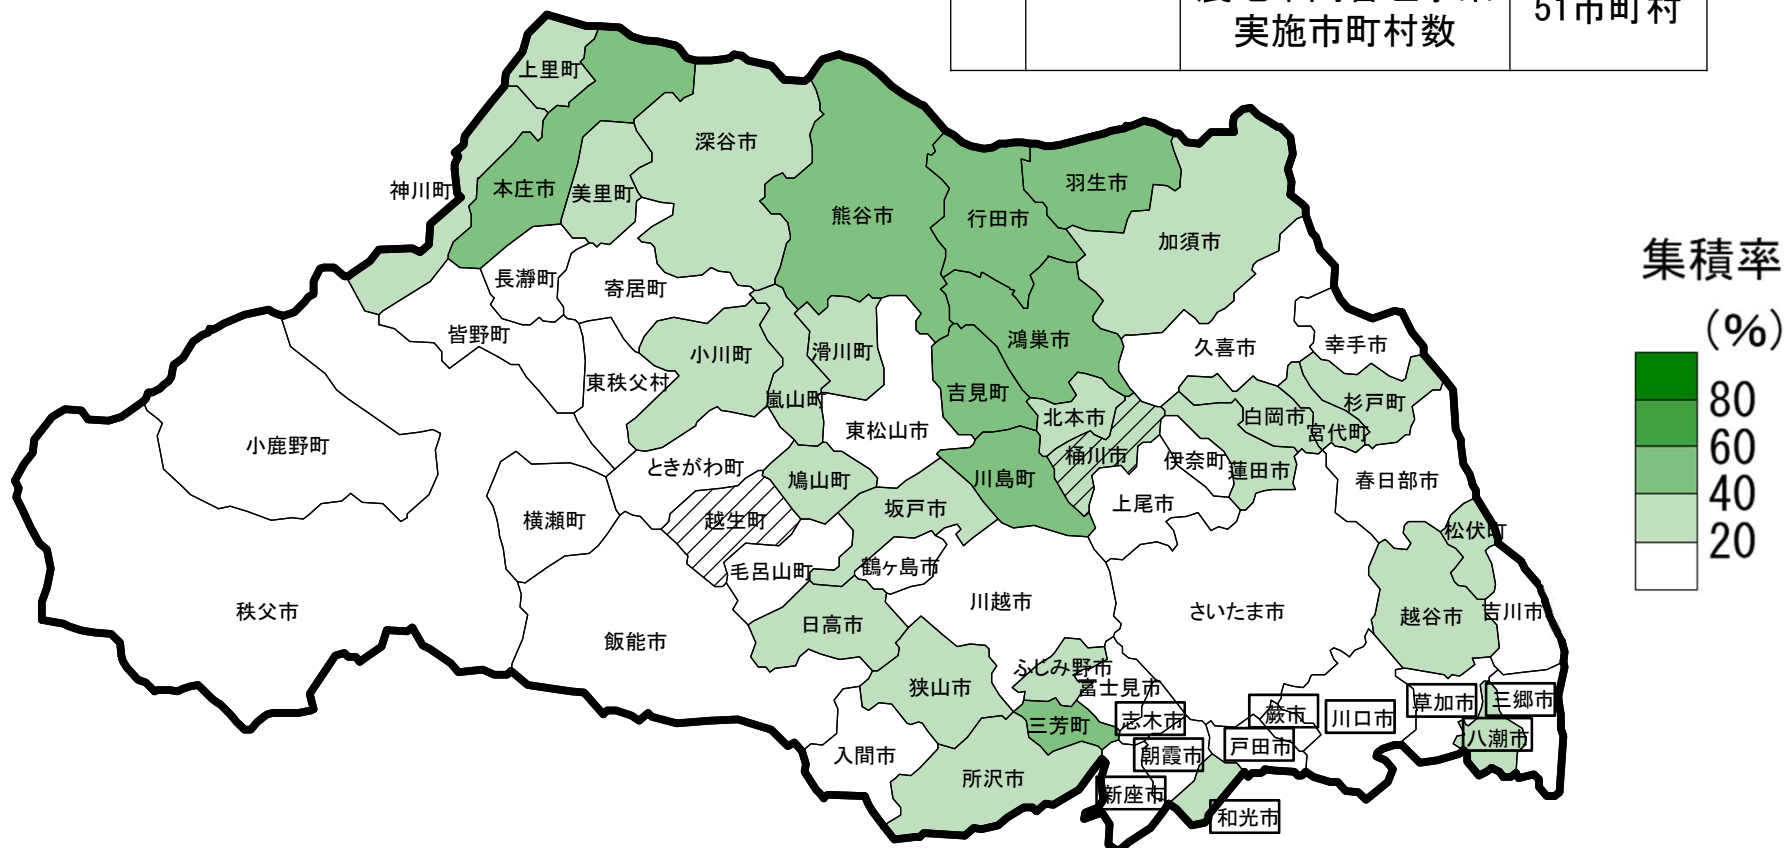 51市町村
実施市町村数
上里町
深谷市
神川町
本庄市
美里町
熊谷市
行田市
羽生市
加須市
集積率
(%)
80
60
40
20
長瀞町
寄居町
皆野町
小川町
滑川町
鴻巣市
久喜市
幸手市
東秩父村
嵐山町
吉見町
北本市
白岡市
杉戸町
宮代町
小鹿野町
東松山市
ときがわ町
鳩山町
川島町
桶川市
伊奈町
蓮田市
春日部市
横瀬町
越生町
坂戸市
上尾市
松伏町
毛呂山町
鶴ヶ島市
秩父市
飯能市
日高市
川越市
さいたま市
越谷市
吉川市
狭山市
ふじみ野市
富士見市
三芳町
志木市
蕨市
川口市
草加市
三郷市
入間市
所沢市
朝霞市
戸田市
八潮市
新座市
和光市